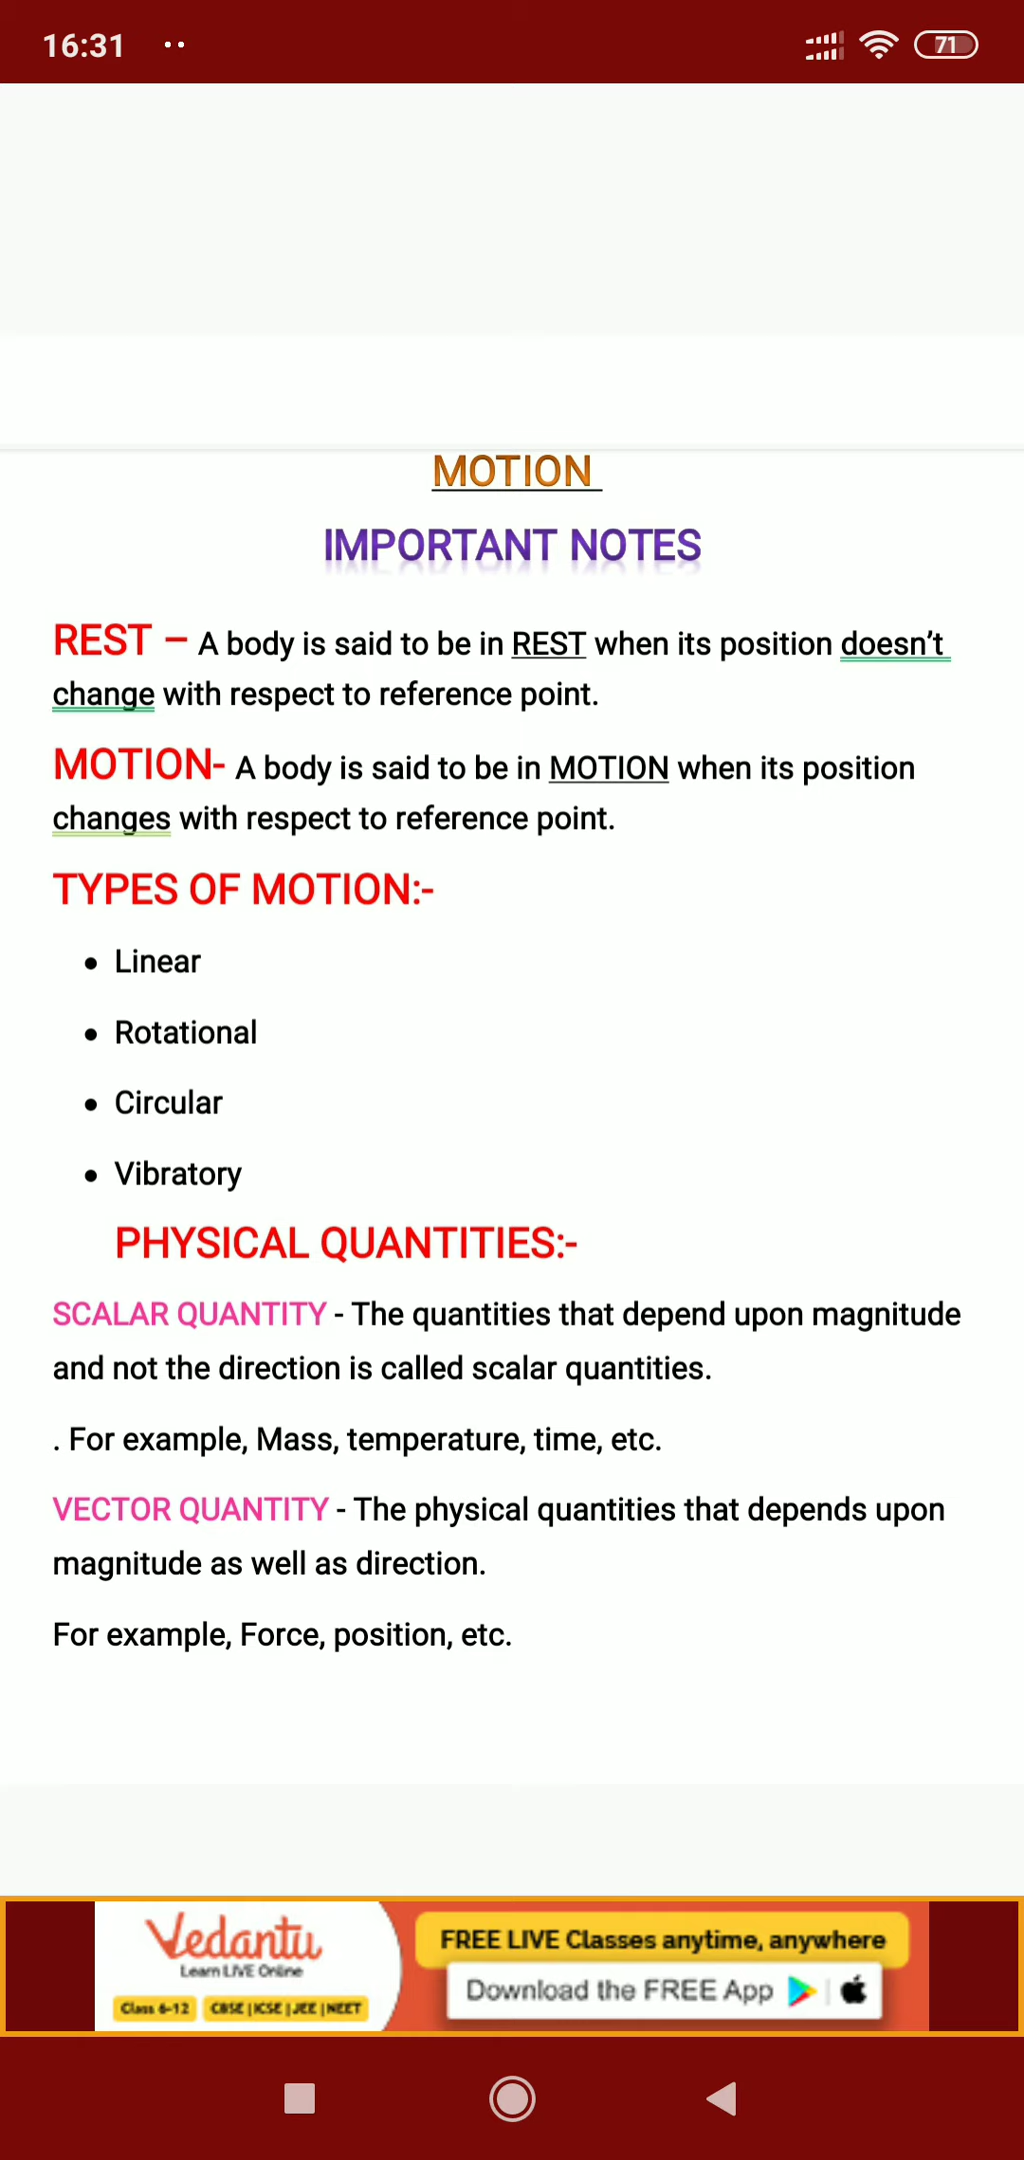 16:31
71
MOTION
IMPORTANT NOTES
REST – A body is said to be in REST when its position doesn’t
change with respect to reference point.
MOTION- A body is said to be in MOTION when its position
changes with respect to reference point.
TYPES OF MOTION:-
• Linear
• Rotational
• Circular
• Vibratory
PHYSICAL QUANTITIES:-
SCALAR QUANTITY - The quantities that depend upon magnitude
and not the direction is called scalar quantities.
. For example, Mass, temperature, time, etc.
VECTOR QUANTITY - The physical quantities that depends upon
magnitude as well as direction.
For example, Force, position, etc.
Vedantu
Learn LIVE Online
Class 6-12 CBSE | ICSE | JEE | NEET
FREE LIVE Classes anytime, anywhere
Download the FREE App